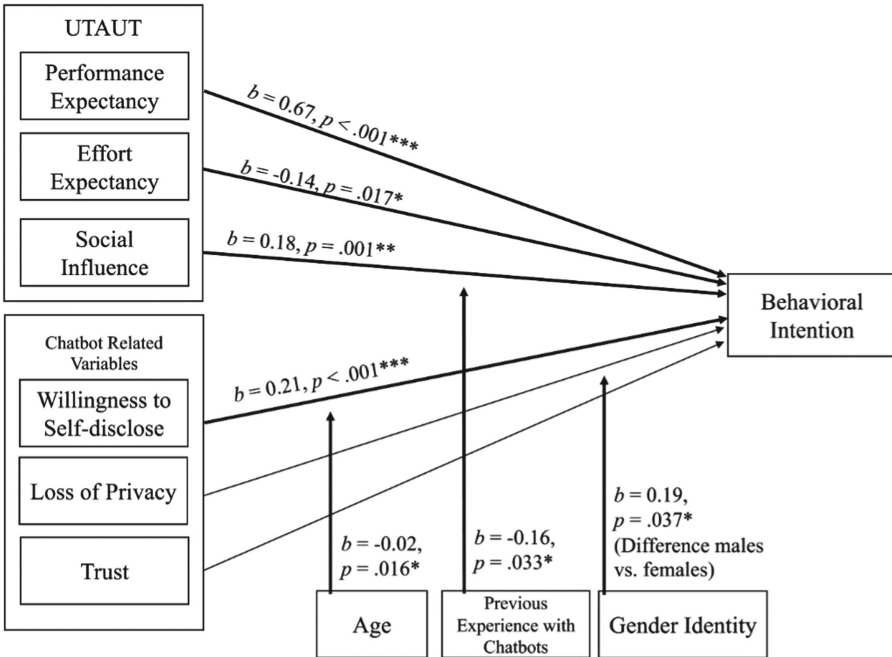 UTAUT
Performance
Expectancy
Effort
Expectancy
Social
Influence
b = 0.67, p < .001***
b = -0.14, p = .017*
b = 0.18, p = .001**
Behavioral
Intention
Chatbot Related
Variables
Willingness to
Self-disclose
Loss of Privacy
Trust
b = 0.21, p < .001***
b = -0.02,
p = .016*
b = -0.16,
p = .033*
b = 0.19,
p = .037*
(Difference males
vs. females)
Age
Previous
Experience with
Chatbots
Gender Identity